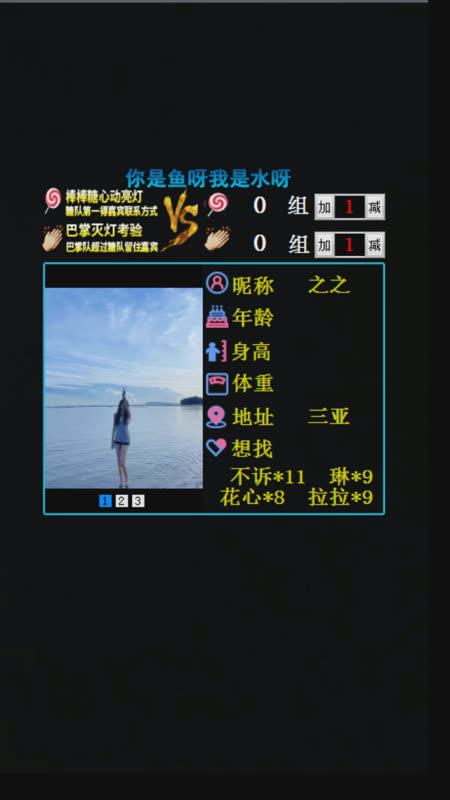 你是鱼呀我是水呀
棒棒糖心动亮灯
糖队第一得嘉宾联系方式
VS
0 组 加 1 减
巴掌灭灯考验
巴掌队超过糖队留住嘉宾
0 组 加 1 减
昵称 之之
年龄
身高
体重
地址 三亚
想找
不诉*11 琳*9
花心*8 拉拉*9
1 2 3